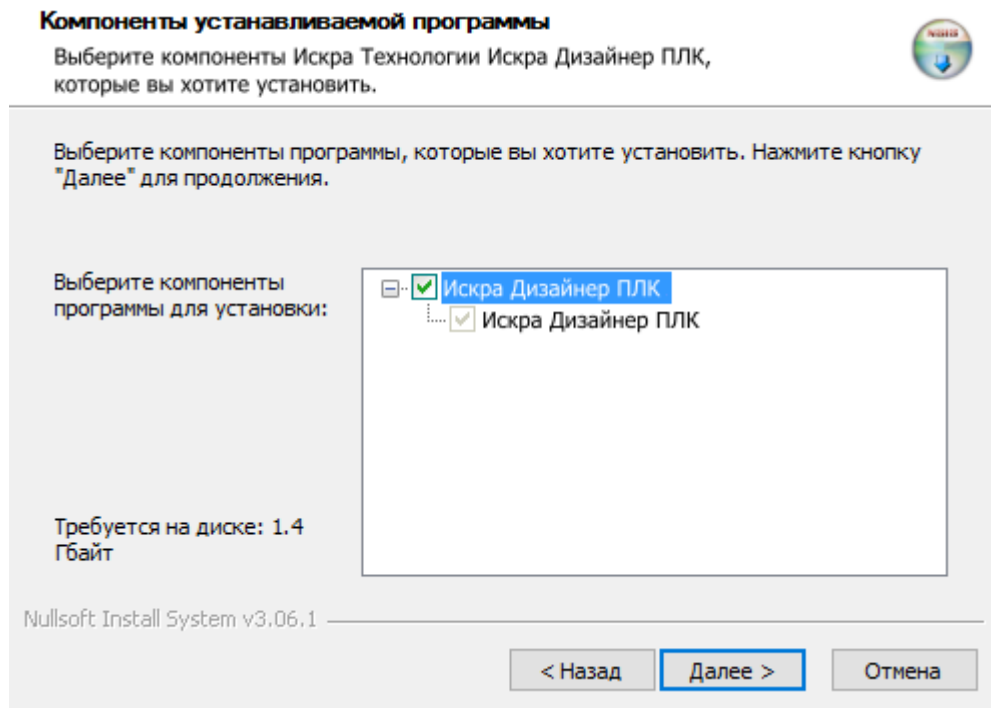 Компоненты устанавливаемой программы
Выберите компоненты Искра Технологии Искра Дизайнер ПЛК,
которые вы хотите установить.
Выберите компоненты программы, которые вы хотите установить. Нажмите кнопку
"Далее" для продолжения.
Выберите компоненты
программы для установки:
Искра Дизайнер ПЛК
Искра Дизайнер ПЛК
Требуется на диске: 1.4
Гбайт
Nullsoft Install System v3.06.1
< Назад
Далее >
Отмена